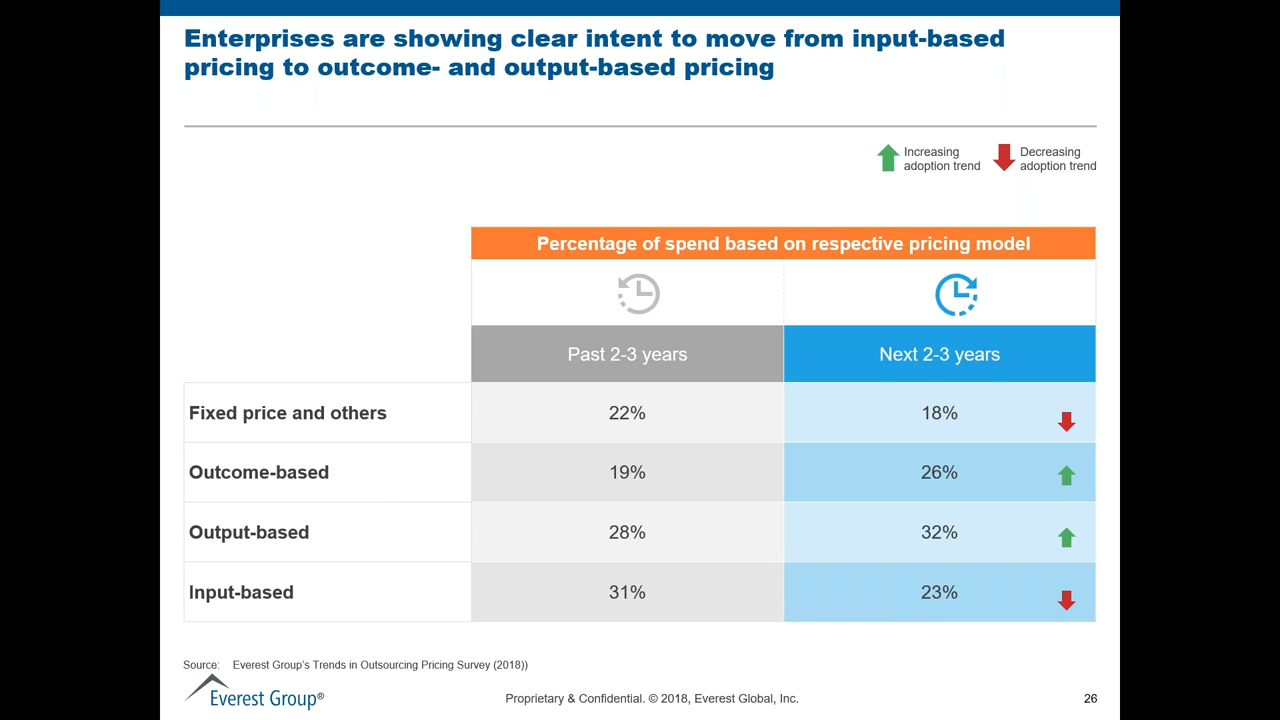 Enterprises are showing clear intent to move from input-based
pricing to outcome- and output-based pricing
Increasing
adoption trend
Decreasing
adoption trend
Percentage of spend based on respective pricing model
Past 2-3 years
Next 2-3 years
Fixed price and others 22% 18%
Outcome-based 19% 26%
Output-based 28% 32%
Input-based 31% 23%
Source: Everest Group's Trends in Outsourcing Pricing Survey (2018))
Everest Group®
Proprietary & Confidential. © 2018, Everest Global, Inc.
26